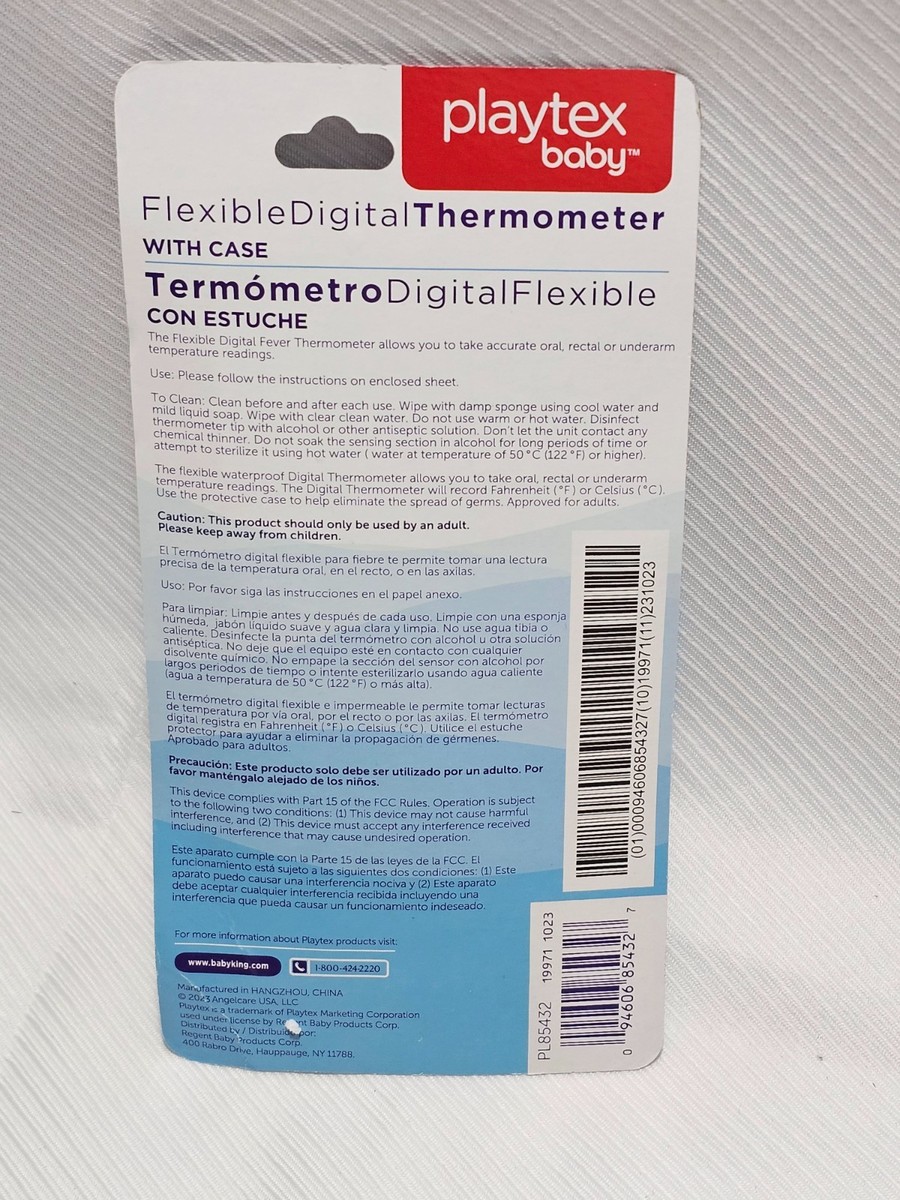 playtex
baby™
FlexibleDigitalThermometer
WITH CASE
TermómetroDigitalFlexible
CON ESTUCHE
The Flexible Digital Fever Thermometer allows you to take accurate oral, rectal or underarm
temperature readings.
Use: Please follow the instructions on enclosed sheet.
To Clean: Clean before and after each use. Wipe with damp sponge using cool water and
mild liquid soap. Wipe with clear clean water. Do not use warm or hot water. Disinfect
thermometer tip with alcohol or other antiseptic solution. Don't let the unit contact any
chemical thinner. Do not soak the sensing section in alcohol for long periods of time or
attempt to sterilize it using hot water ( water at temperature of 50 °C (122 °F) or higher).
The flexible waterproof Digital Thermometer allows you to take oral, rectal or underarm
temperature readings. The Digital Thermometer will record Fahrenheit (°F) or Celsius (°C).
Use the protective case to help eliminate the spread of germs. Approved for adults.
Caution: This product should only be used by an adult.
Please keep away from children.
El Termómetro digital flexible para fiebre te permite tomar una lectura
precisa de la temperatura oral, en el recto, o en las axilas.
Uso: Por favor siga las instrucciones en el papel anexo.
Para limpiar: Limpie antes y después de cada uso. Limpie con una esponja
húmeda, jabón líquido suave y agua clara y limpia. No use agua tibia o
caliente. Desinfecte la punta del termómetro con alcohol u otra solución
antiséptica. No deje que el equipo esté en contacto con cualquier
disolvente químico. No empape la sección del sensor con alcohol por
largos periodos de tiempo o intente esterilizarlo usando agua caliente
(agua a temperatura de 50 °C (122 °F) o más alta).
El termómetro digital flexible e impermeable le permite tomar lecturas
de temperatura por vía oral, por el recto o por las axilas. El termómetro
digital registra en Fahrenheit (°F) o Celsius (°C). Utilice el estuche
protector para ayudar a eliminar la propagación de gérmenes.
Aprobado para adultos.
Precaución: Este producto solo debe ser utilizado por un adulto. Por
favor manténgalo alejado de los niños.
This device complies with Part 15 of the FCC Rules. Operation is subject
to the following two conditions: (1) This device may not cause harmful
interference, and (2) This device must accept any interference received
including interference that may cause undesired operation.
Este aparato cumple con la Parte 15 de las leyes de la FCC. El
funcionamiento está sujeto a las siguientes dos condiciones: (1) Este
aparato puedo causar una interferencia nociva y (2) Este aparato
debe aceptar cualquier interferencia recibida incluyendo una
interferencia que pueda causar un funcionamiento indeseado.
For more information about Playtex products visit:
www.babyking.com
1-800-424-2220
Manufactured in HANGZHOU, CHINA
© 2023 Angelcare USA, LLC
Playtex is a trademark of Playtex Marketing Corporation
used under license by Regent Baby Products Corp.
Distributed by / Distribuido por:
Regent Baby Products Corp.
400 Rabro Drive, Hauppauge, NY 11788.
(01)00094606854327(10)19971(11)231023
PL85432 19971 1023
0 94606 85432 7